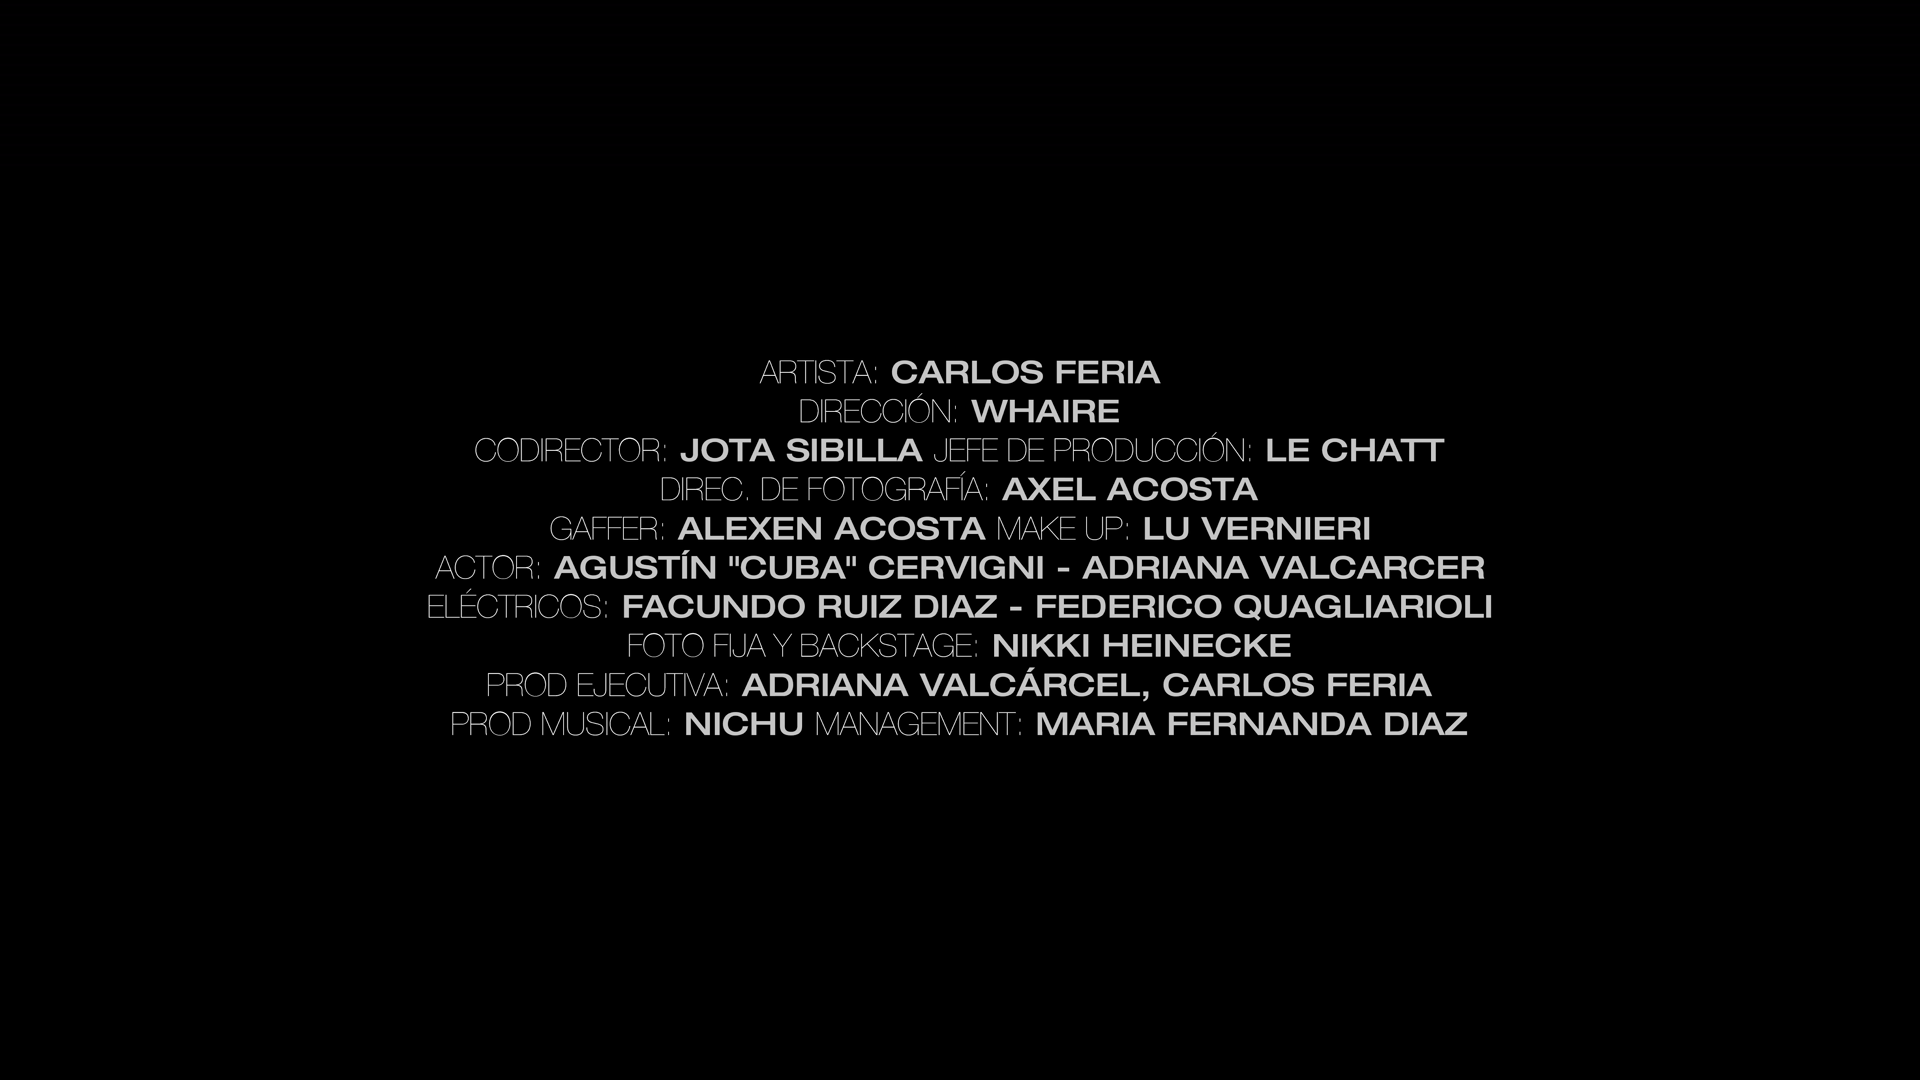 ARTISTA: CARLOS FERIA
DIRECCIÓN: WHAIRE
CODIRECTOR: JOTA SIBILLA JEFE DE PRODUCCIÓN: LE CHATT
DIREC. DE FOTOGRAFÍA: AXEL ACOSTA
GAFFER: ALEXEN ACOSTA MAKE UP: LU VERNIERI
ACTOR: AGUSTÍN "CUBA" CERVIGNI - ADRIANA VALCARCER
ELÉCTRICOS: FACUNDO RUIZ DIAZ - FEDERICO QUAGLIARIOLI
FOTO FIJA Y BACKSTAGE: NIKKI HEINECKE
PROD EJECUTIVA: ADRIANA VALCÁRCEL, CARLOS FERIA
PROD MUSICAL: NICHU MANAGEMENT: MARIA FERNANDA DIAZ